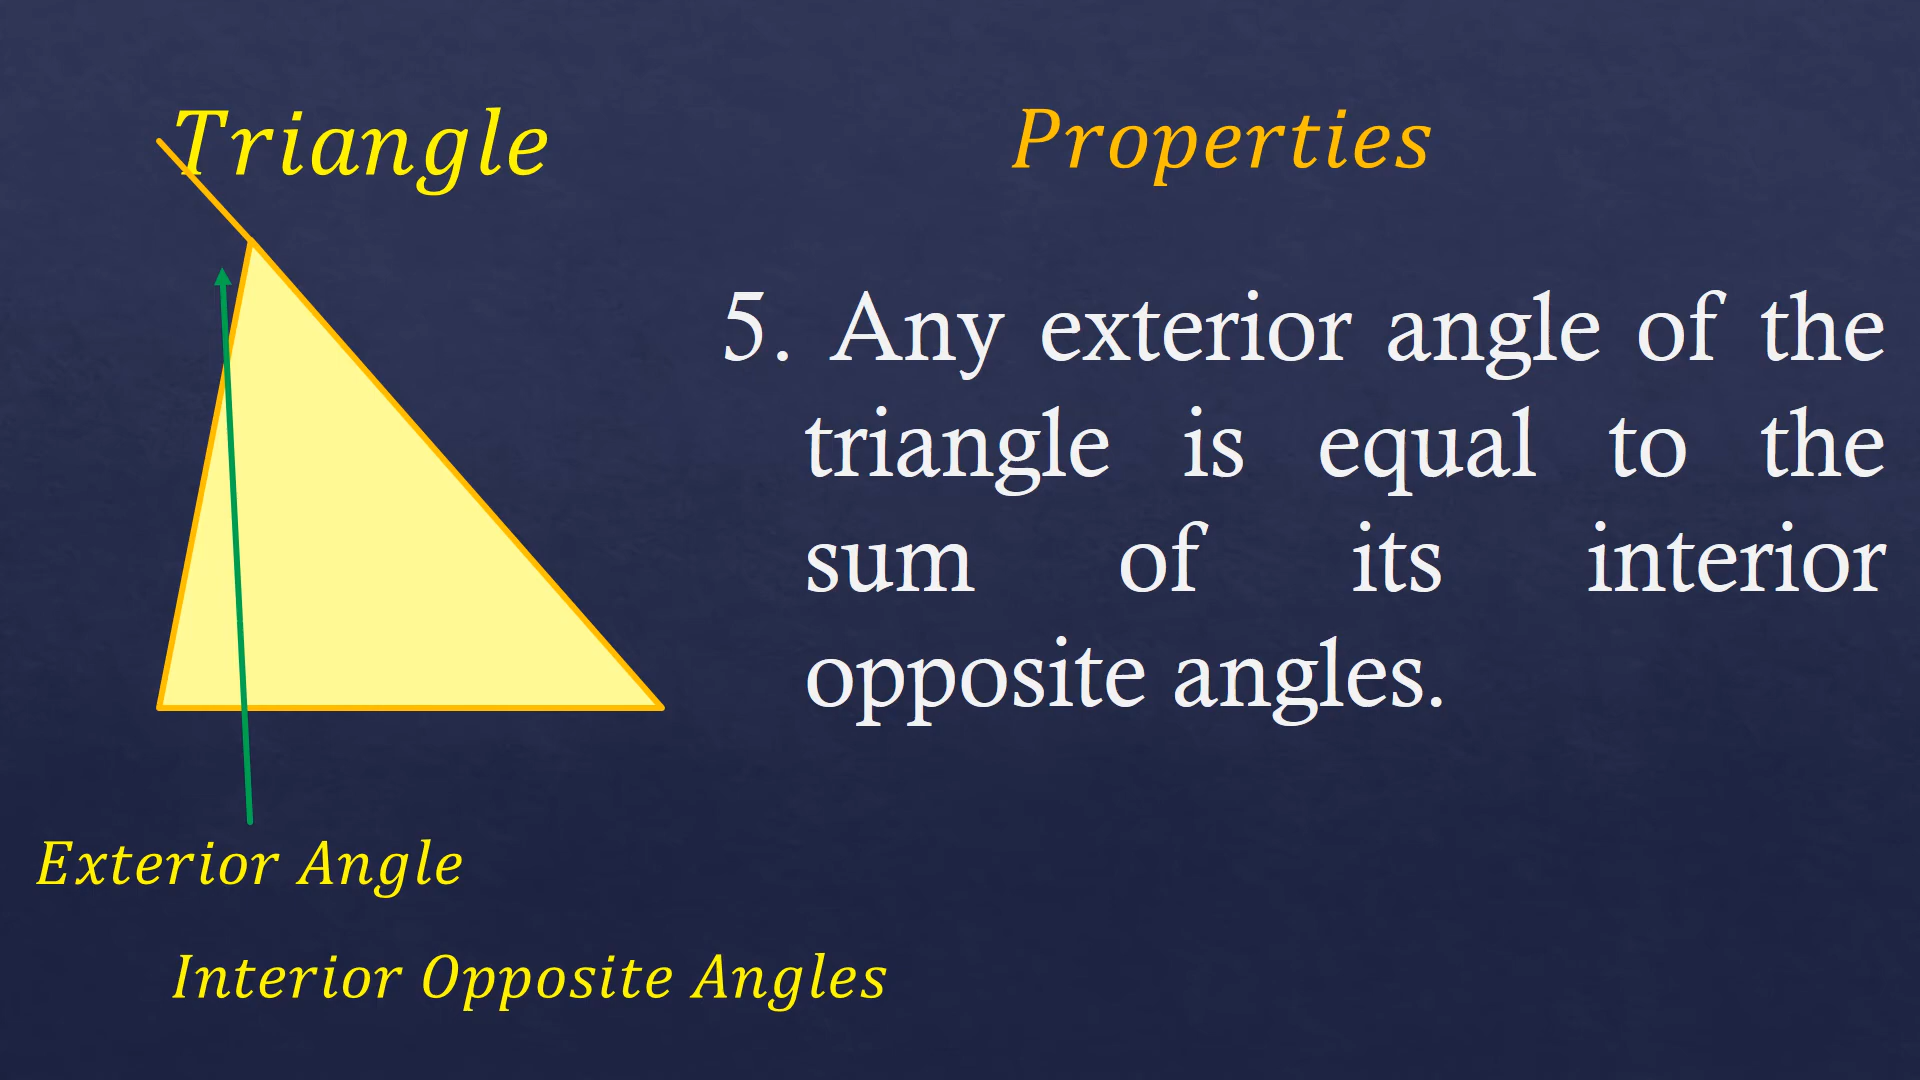 Triangle
Properties
5. Any exterior angle of the
triangle is equal to the
sum of its interior
opposite angles.
Exterior Angle
Interior Opposite Angles